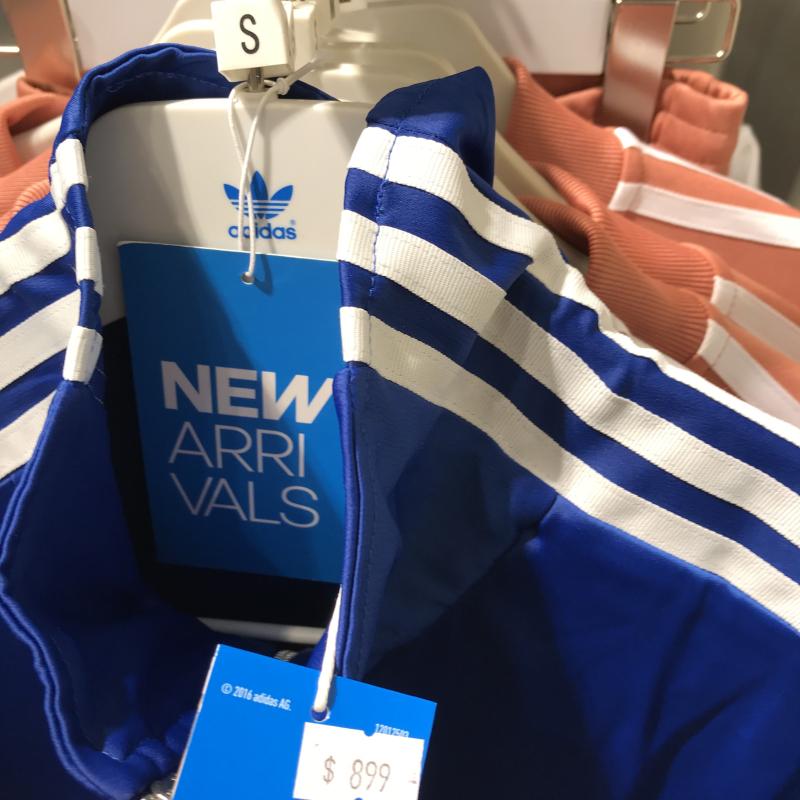 S
adidas®
NEW
ARRI
VALS
© 2016 adidas AG.
$ 899